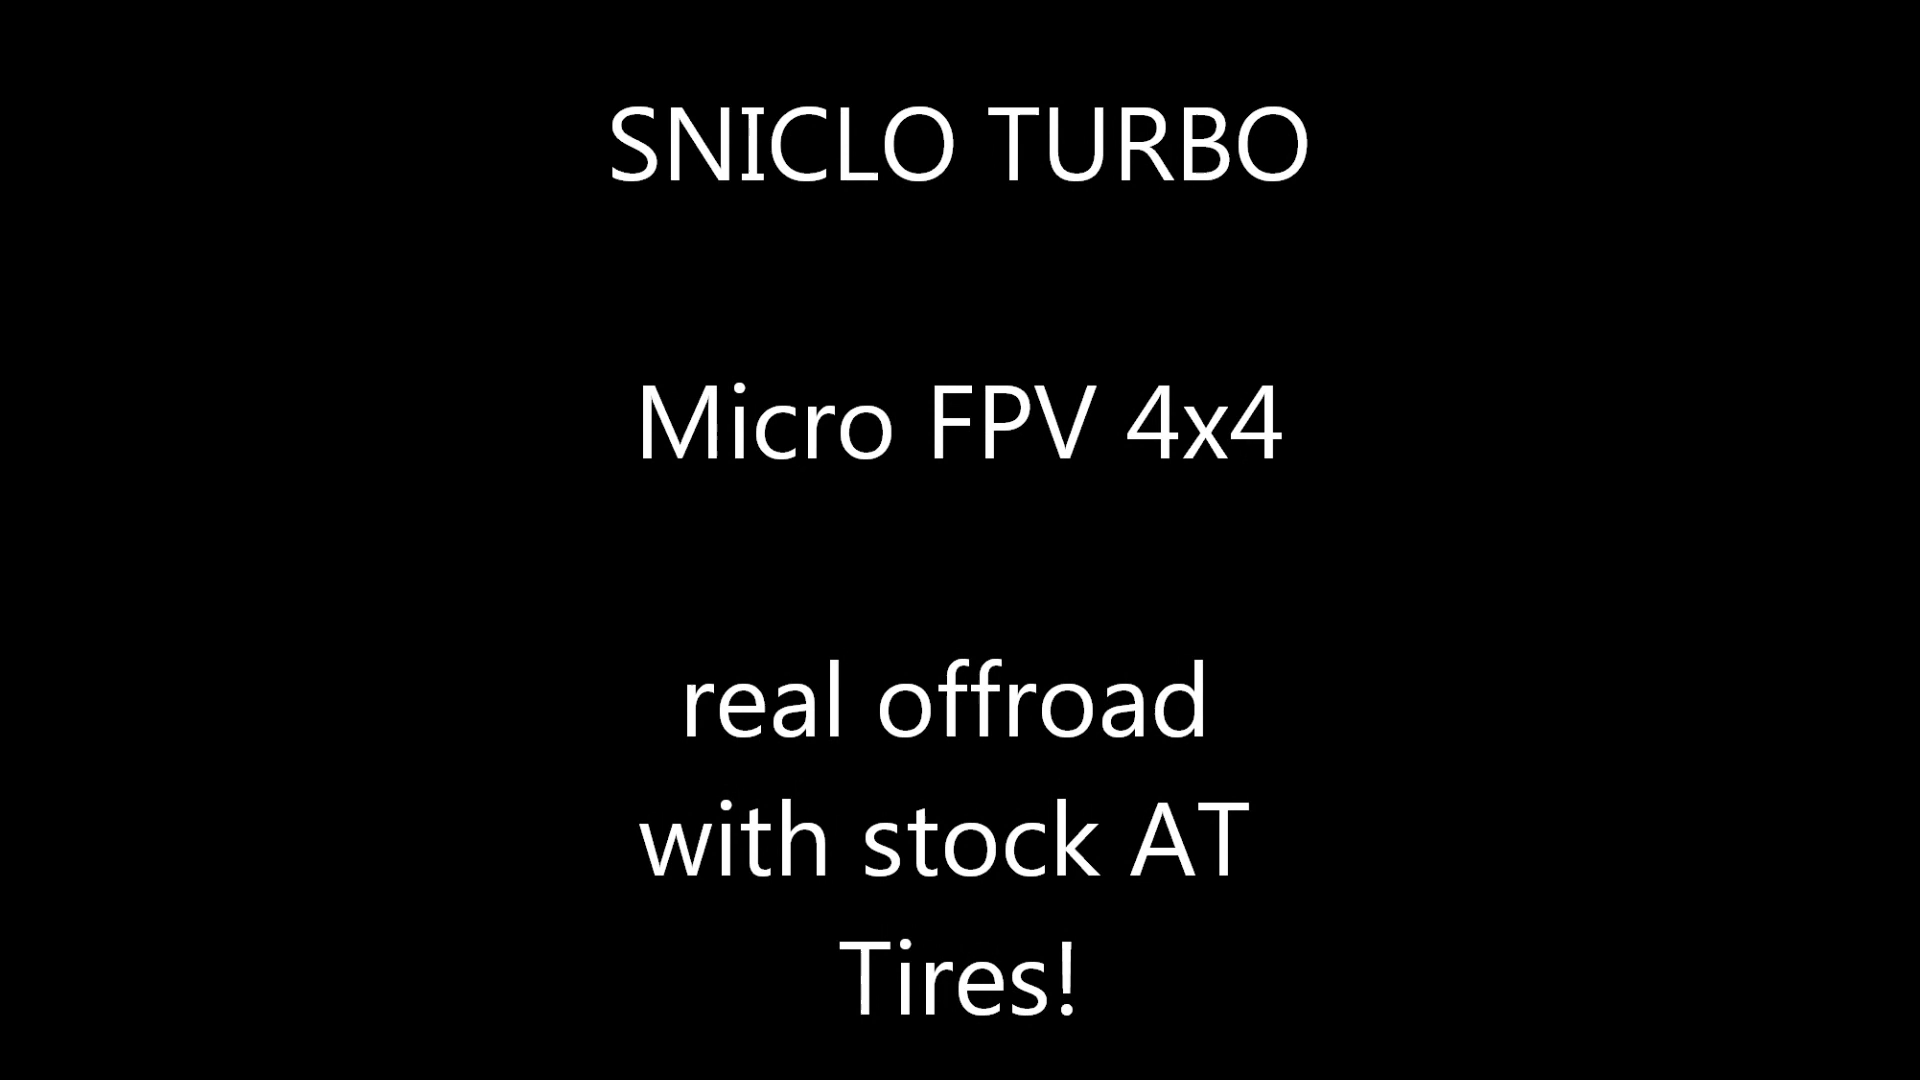 SNICLO TURBO
Micro FPV 4x4
real offroad
with stock AT
Tires!